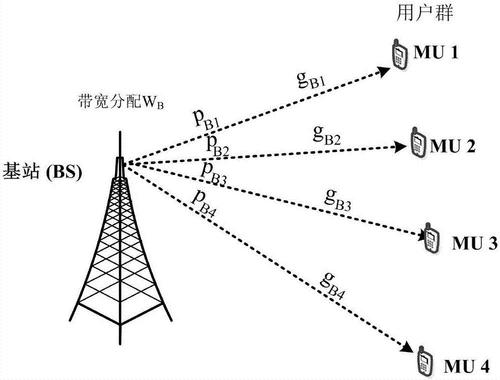 用户群
MU 1
带宽分配W_B
g_B1
p_B1
g_B2
MU 2
p_B2
基站 (BS)
p_B3
g_B3
MU 3
p_B4
g_B4
MU 4